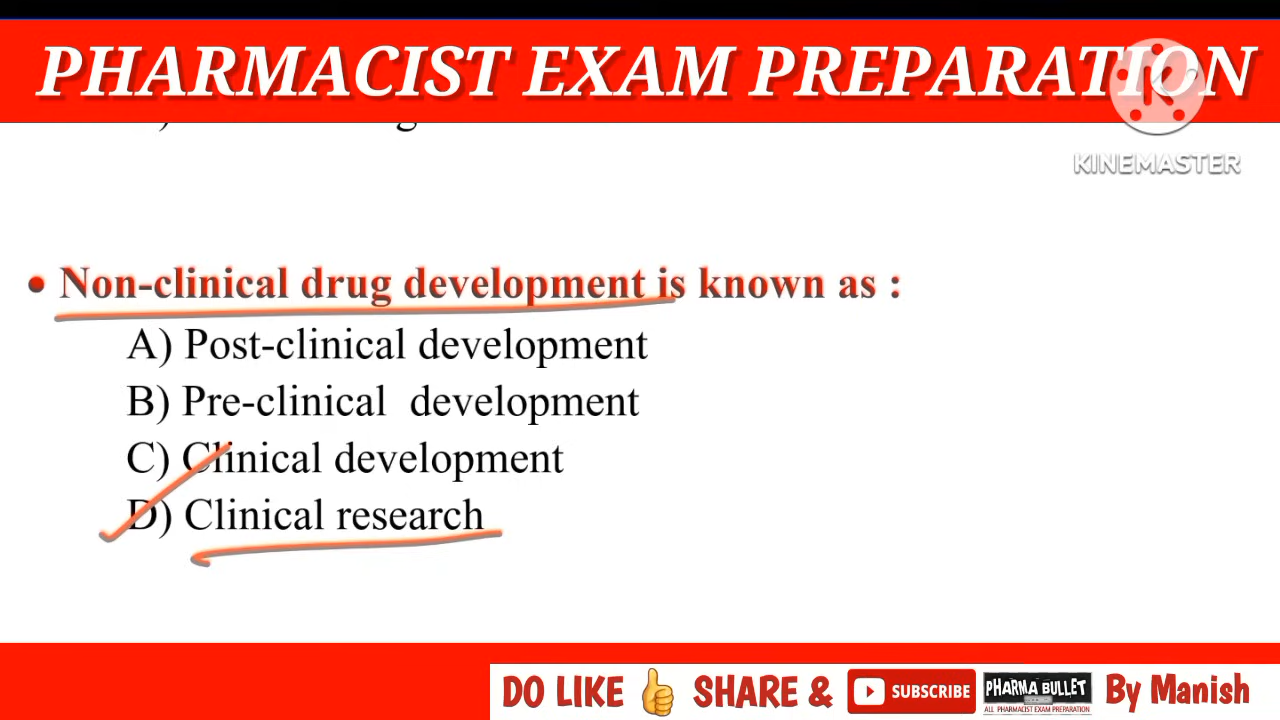 PHARMACIST EXAM PREPARATION
KINEMASTER
• Non-clinical drug development is known as :
A) Post-clinical development
B) Pre-clinical development
C) Clinical development
D) Clinical research
DO LIKE 👍 SHARE & SUBSCRIBE PHARMA BULLET By Manish
ALL PHARMACIST EXAM PREPARATION